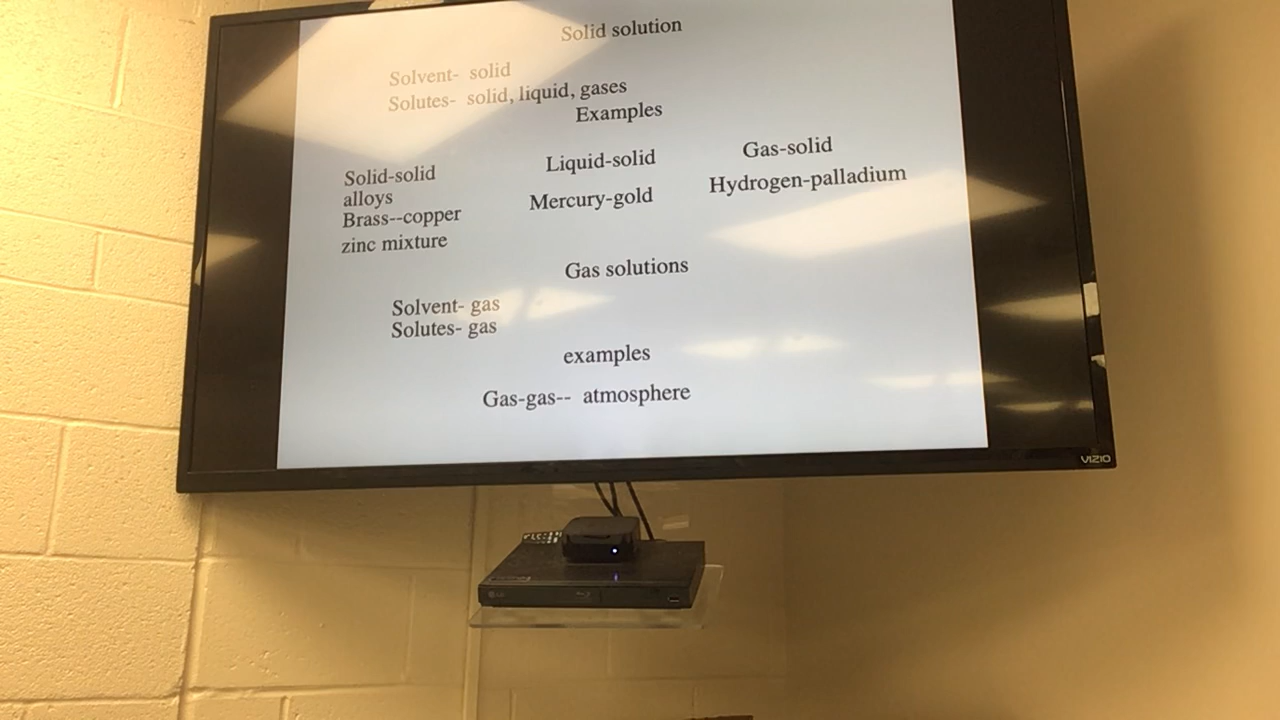 Solid solution
Solvent- solid
Solutes- solid, liquid, gases
Examples
Solid-solid
alloys
Brass--copper
zinc mixture
Liquid-solid
Mercury-gold
Gas-solid
Hydrogen-palladium
Gas solutions
Solvent- gas
Solutes- gas
examples
Gas-gas-- atmosphere
VIZIO
LG